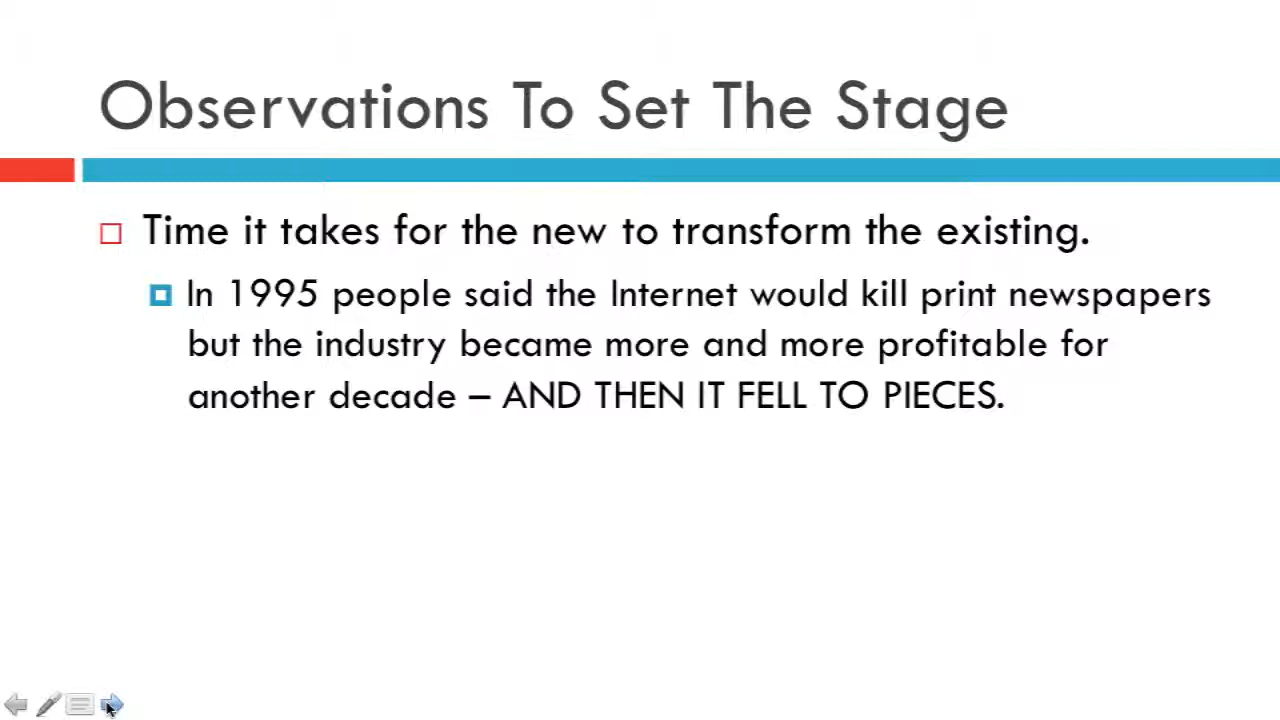 Observations To Set The Stage
Time it takes for the new to transform the existing.
In 1995 people said the Internet would kill print newspapers
but the industry became more and more profitable for
another decade – AND THEN IT FELL TO PIECES.